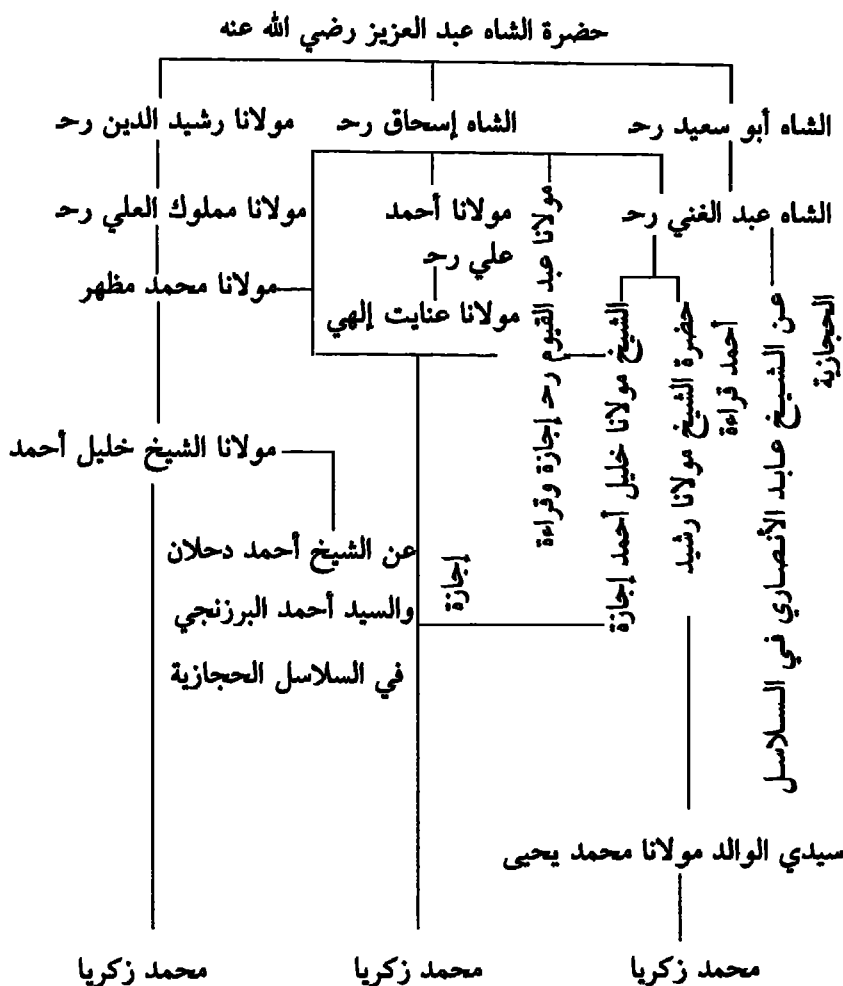 حضرة الشاه عبد العزيز رضي الله عنه
الشاه أبو سعيد رحـ
الشاه إسحاق رحـ
مولانا رشيد الدين رحـ
الشاه عبد الغني رحـ
مولانا عبد القيوم رحـ إجازة وقراءة
مولانا أحمد
علي رحـ
مولانا مملوك العلي رحـ
مولانا محمد مظهر
مولانا عنايت إلهي
عن الشيخ عابد الأنصاري في السلاسل
الحجازية
حضرة الشيخ مولانا رشيد
أحمد قراءة
الشيخ مولانا خليل أحمد إجازة
مولانا الشيخ خليل أحمد
إجازة
عن الشيخ أحمد دحلان
والسيد أحمد البرزنجي
في السلاسل الحجازية
سيدي الوالد مولانا محمد يحيى
محمد زكريا
محمد زكريا
محمد زكريا